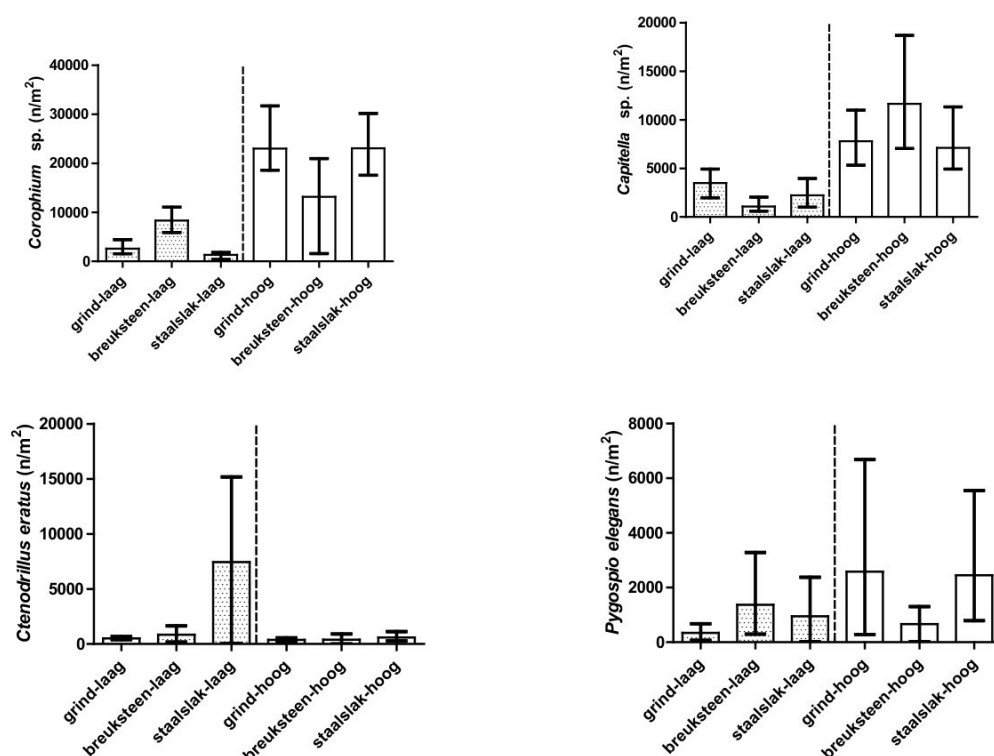 Corophium sp. (n/m²)
40000
30000
20000
10000
0
grind-laag
breuksteen-laag
staalslak-laag
grind-hoog
breuksteen-hoog
staalslak-hoog
Capitella sp. (n/m²)
20000
15000
10000
5000
0
grind-laag
breuksteen-laag
staalslak-laag
grind-hoog
breuksteen-hoog
staalslak-hoog
Ctenodrillus eratus (n/m²)
20000
15000
10000
5000
0
grind-laag
breuksteen-laag
staalslak-laag
grind-hoog
breuksteen-hoog
staalslak-hoog
Pygospio elegans (n/m²)
8000
6000
4000
2000
0
grind-laag
breuksteen-laag
staalslak-laag
grind-hoog
breuksteen-hoog
staalslak-hoog